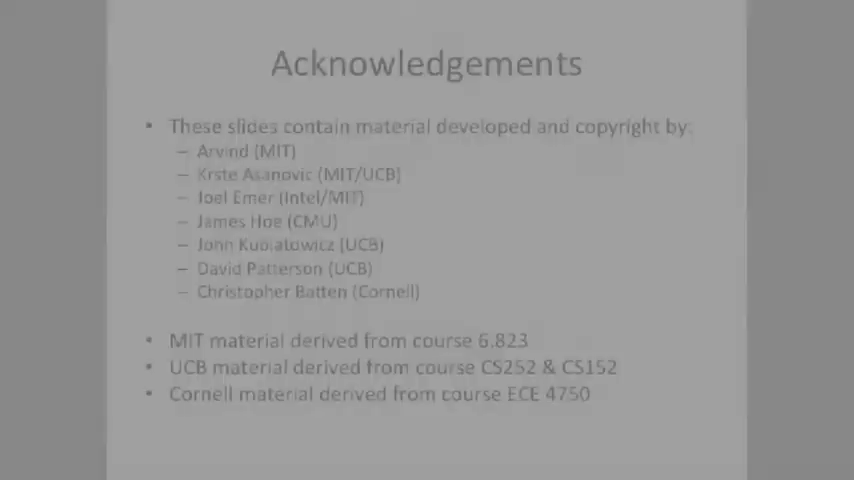 Acknowledgements
• These slides contain material developed and copyright by:
– Arvind (MIT)
– Krste Asanovic (MIT/UCB)
– Joel Emer (Intel/MIT)
– James Hoe (CMU)
– John Kubiatowicz (UCB)
– David Patterson (UCB)
– Christopher Batten (Cornell)
• MIT material derived from course 6.823
• UCB material derived from course CS252 & CS152
• Cornell material derived from course ECE 4750